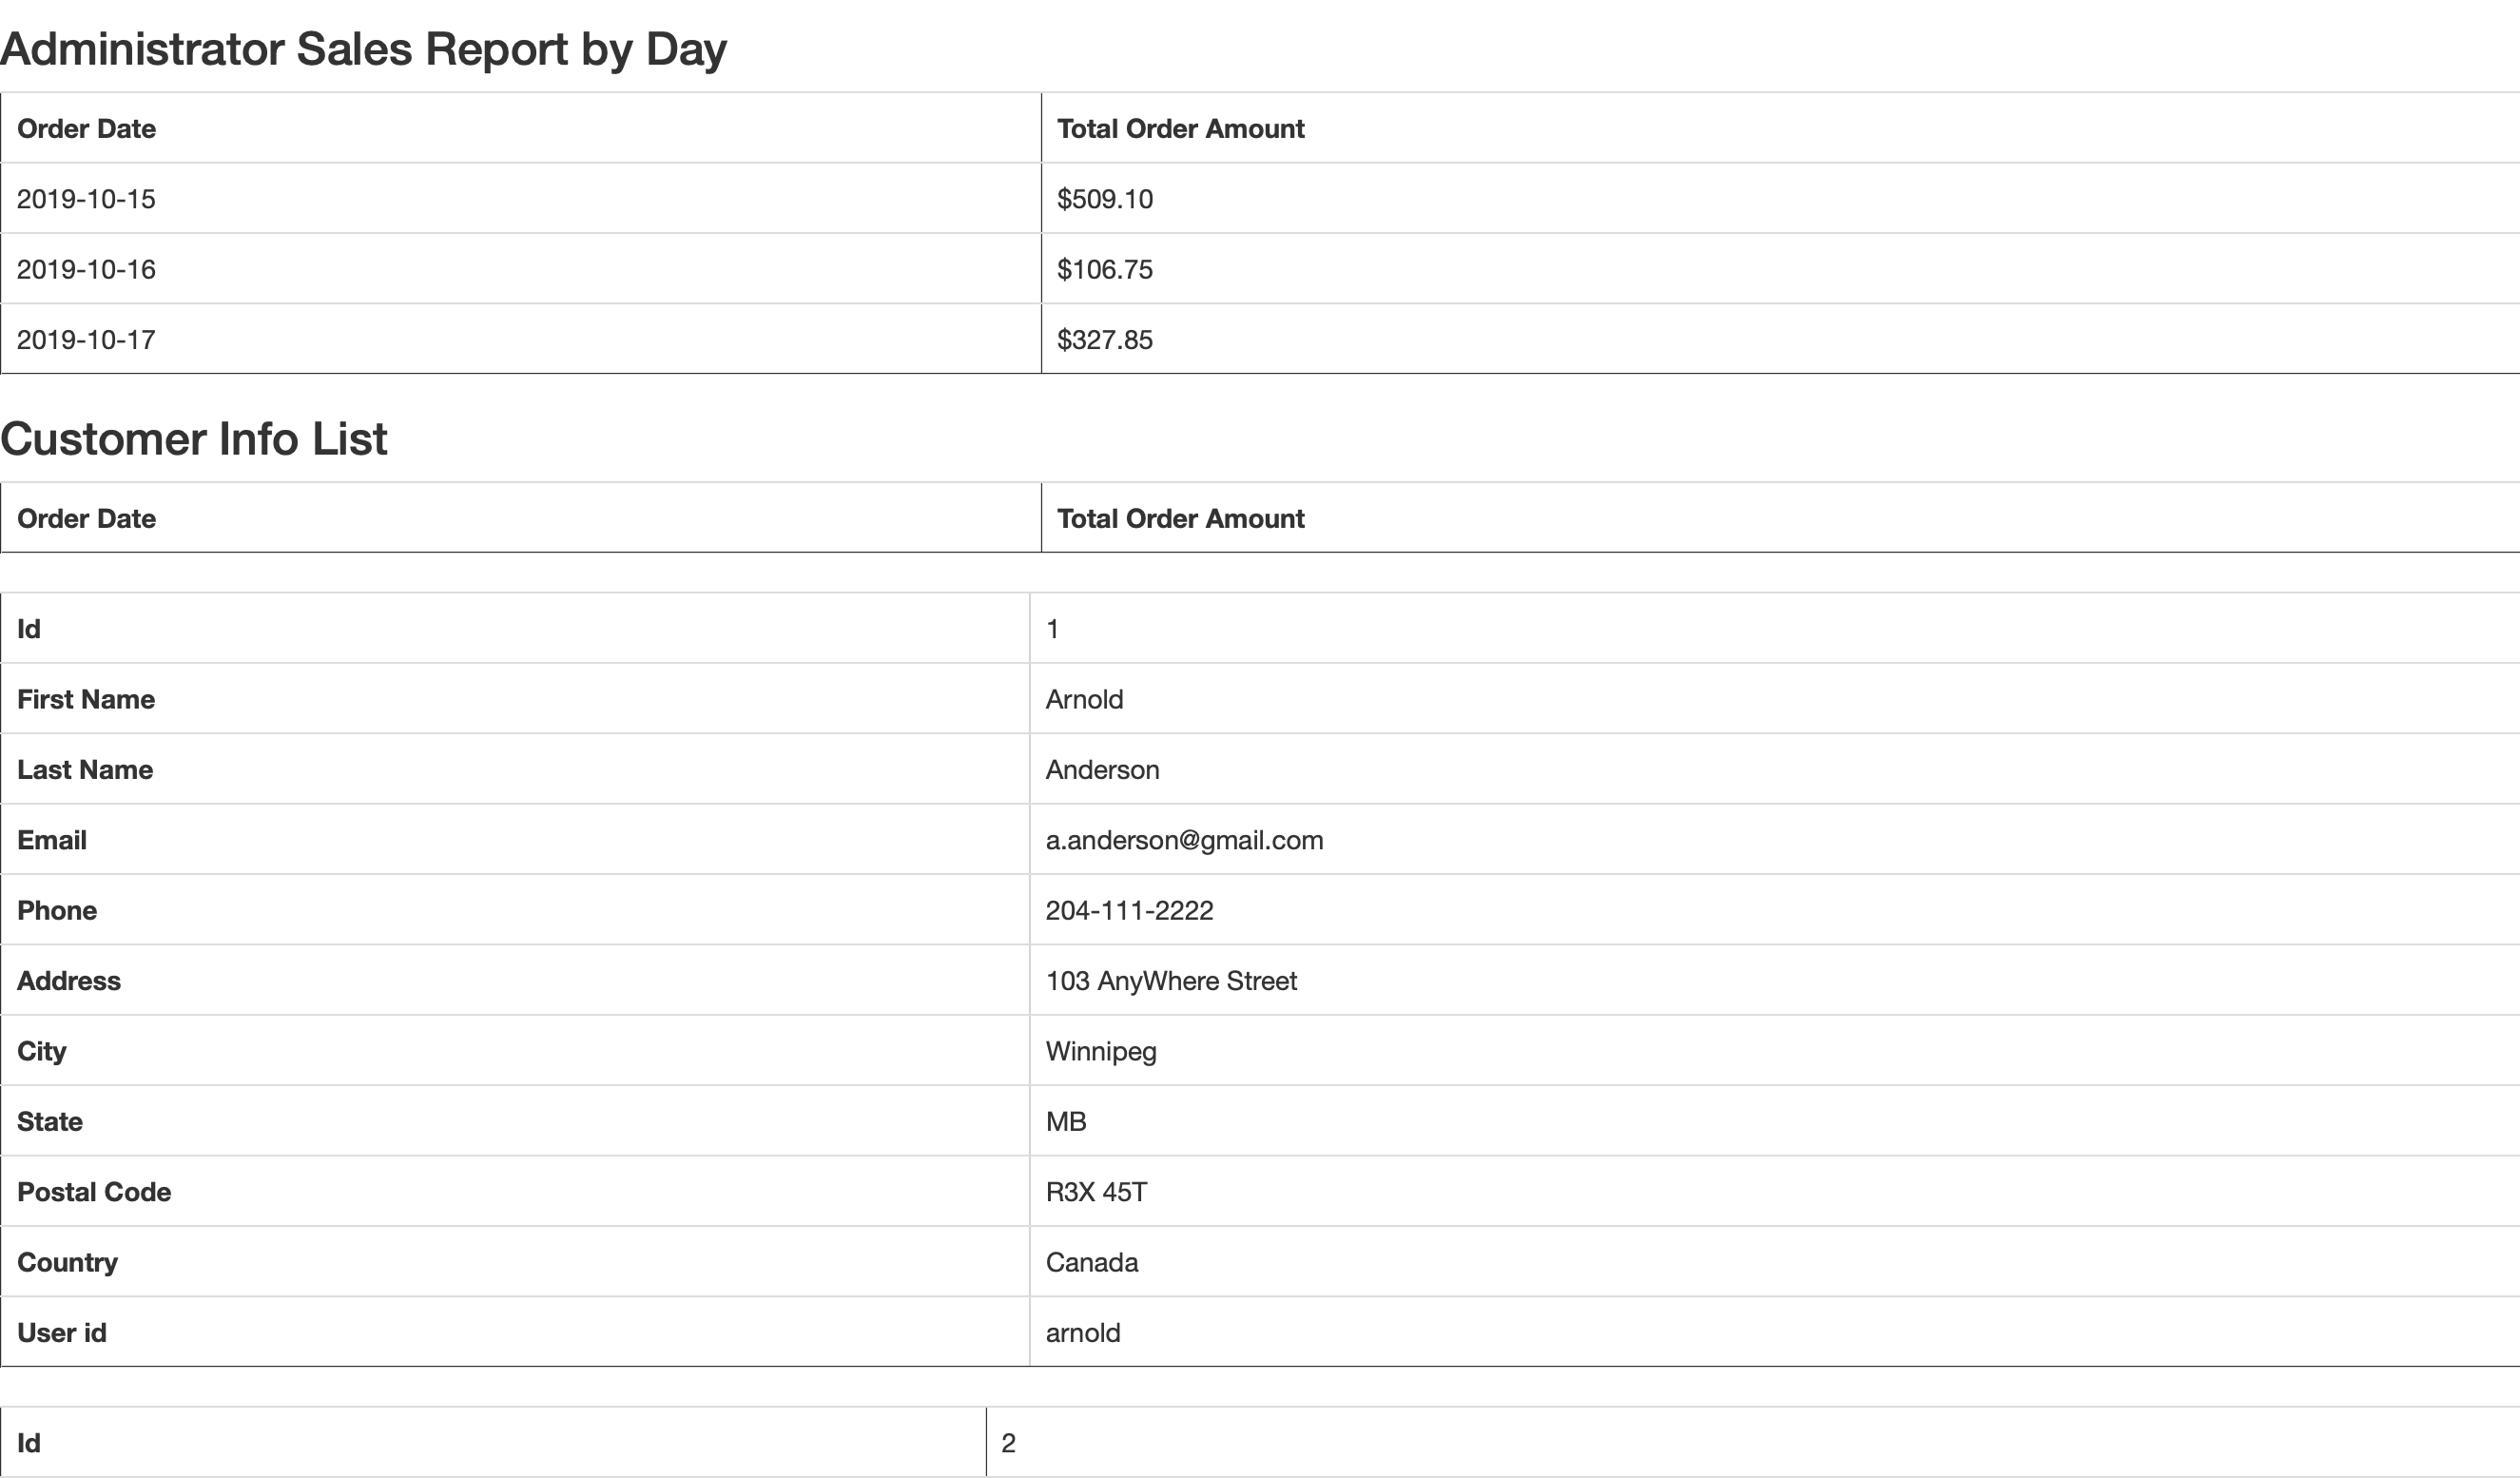 Administrator Sales Report by Day
Order Date Total Order Amount
2019-10-15 $509.10
2019-10-16 $106.75
2019-10-17 $327.85
Customer Info List
Order Date Total Order Amount
Id 1
First Name Arnold
Last Name Anderson
Email a.anderson@gmail.com
Phone 204-111-2222
Address 103 AnyWhere Street
City Winnipeg
State MB
Postal Code R3X 45T
Country Canada
User id arnold
Id 2